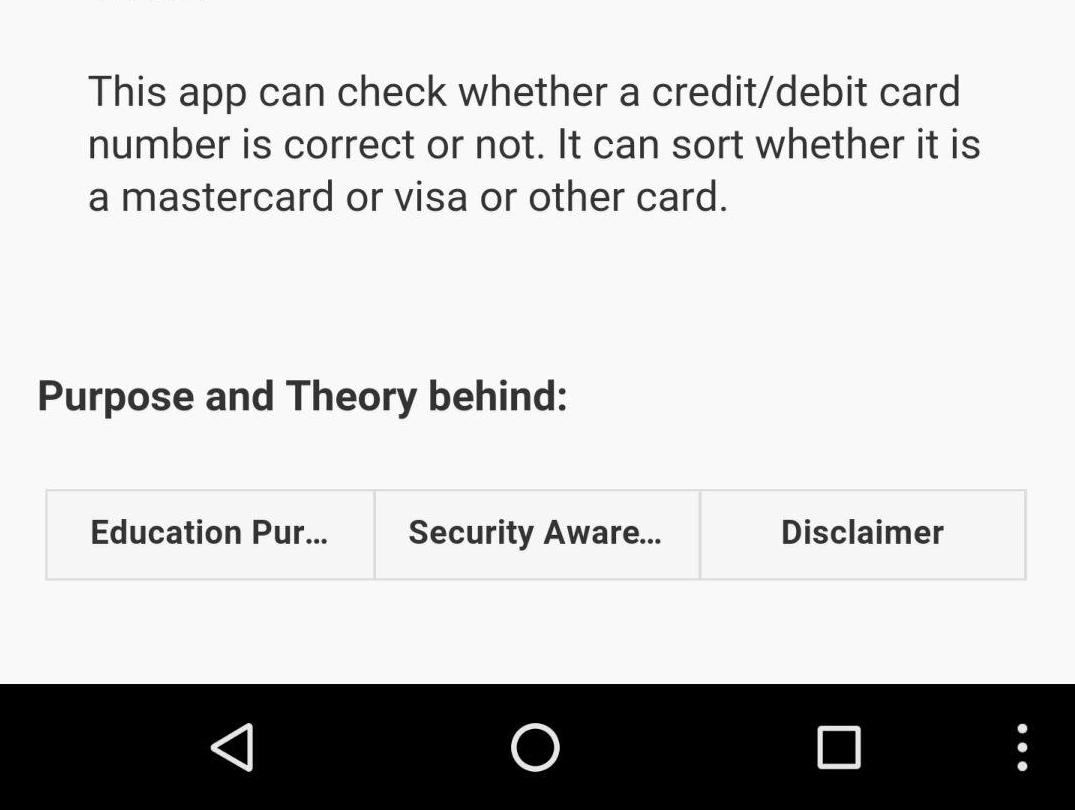 This app can check whether a credit/debit card
number is correct or not. It can sort whether it is
a mastercard or visa or other card.
Purpose and Theory behind:
Education Pur...
Security Aware...
Disclaimer